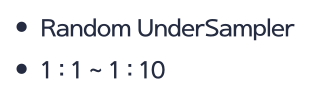 • Random UnderSampler
• 1 : 1 ~ 1 : 10